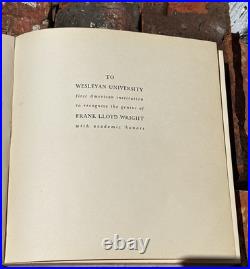 TO
WESLEYAN UNIVERSITY
first American institution
to recognize the genius of
FRANK LLOYD WRIGHT
with academic honors